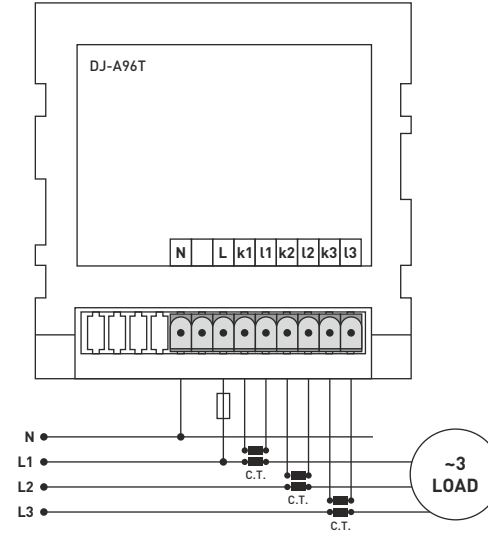 DJ-A96T
N L k1 l1 k2 l2 k3 l3
N
L1
C.T.
L2
C.T.
L3
C.T.
~3
LOAD